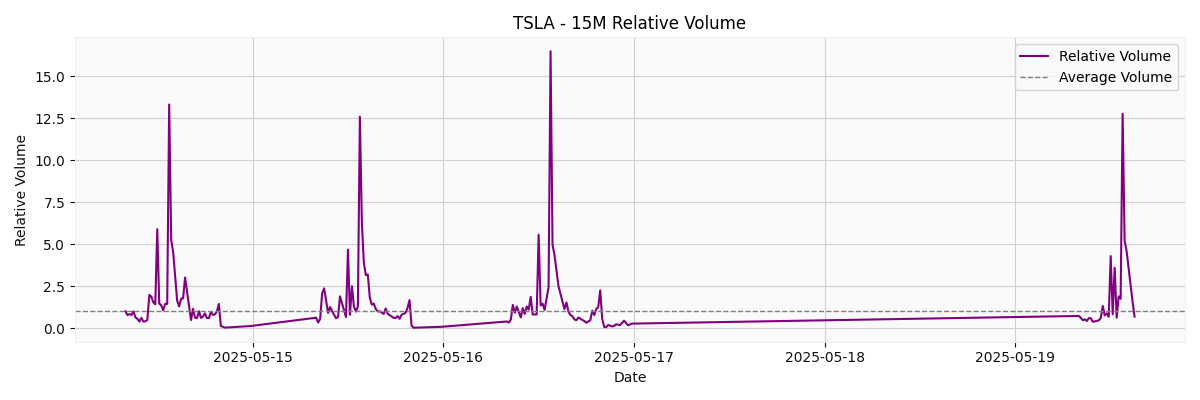 TSLA - 15M Relative Volume
Relative Volume
Average Volume
15.0
12.5
10.0
7.5
5.0
2.5
0.0
Relative Volume
2025-05-15
2025-05-16
2025-05-17
2025-05-18
2025-05-19
Date